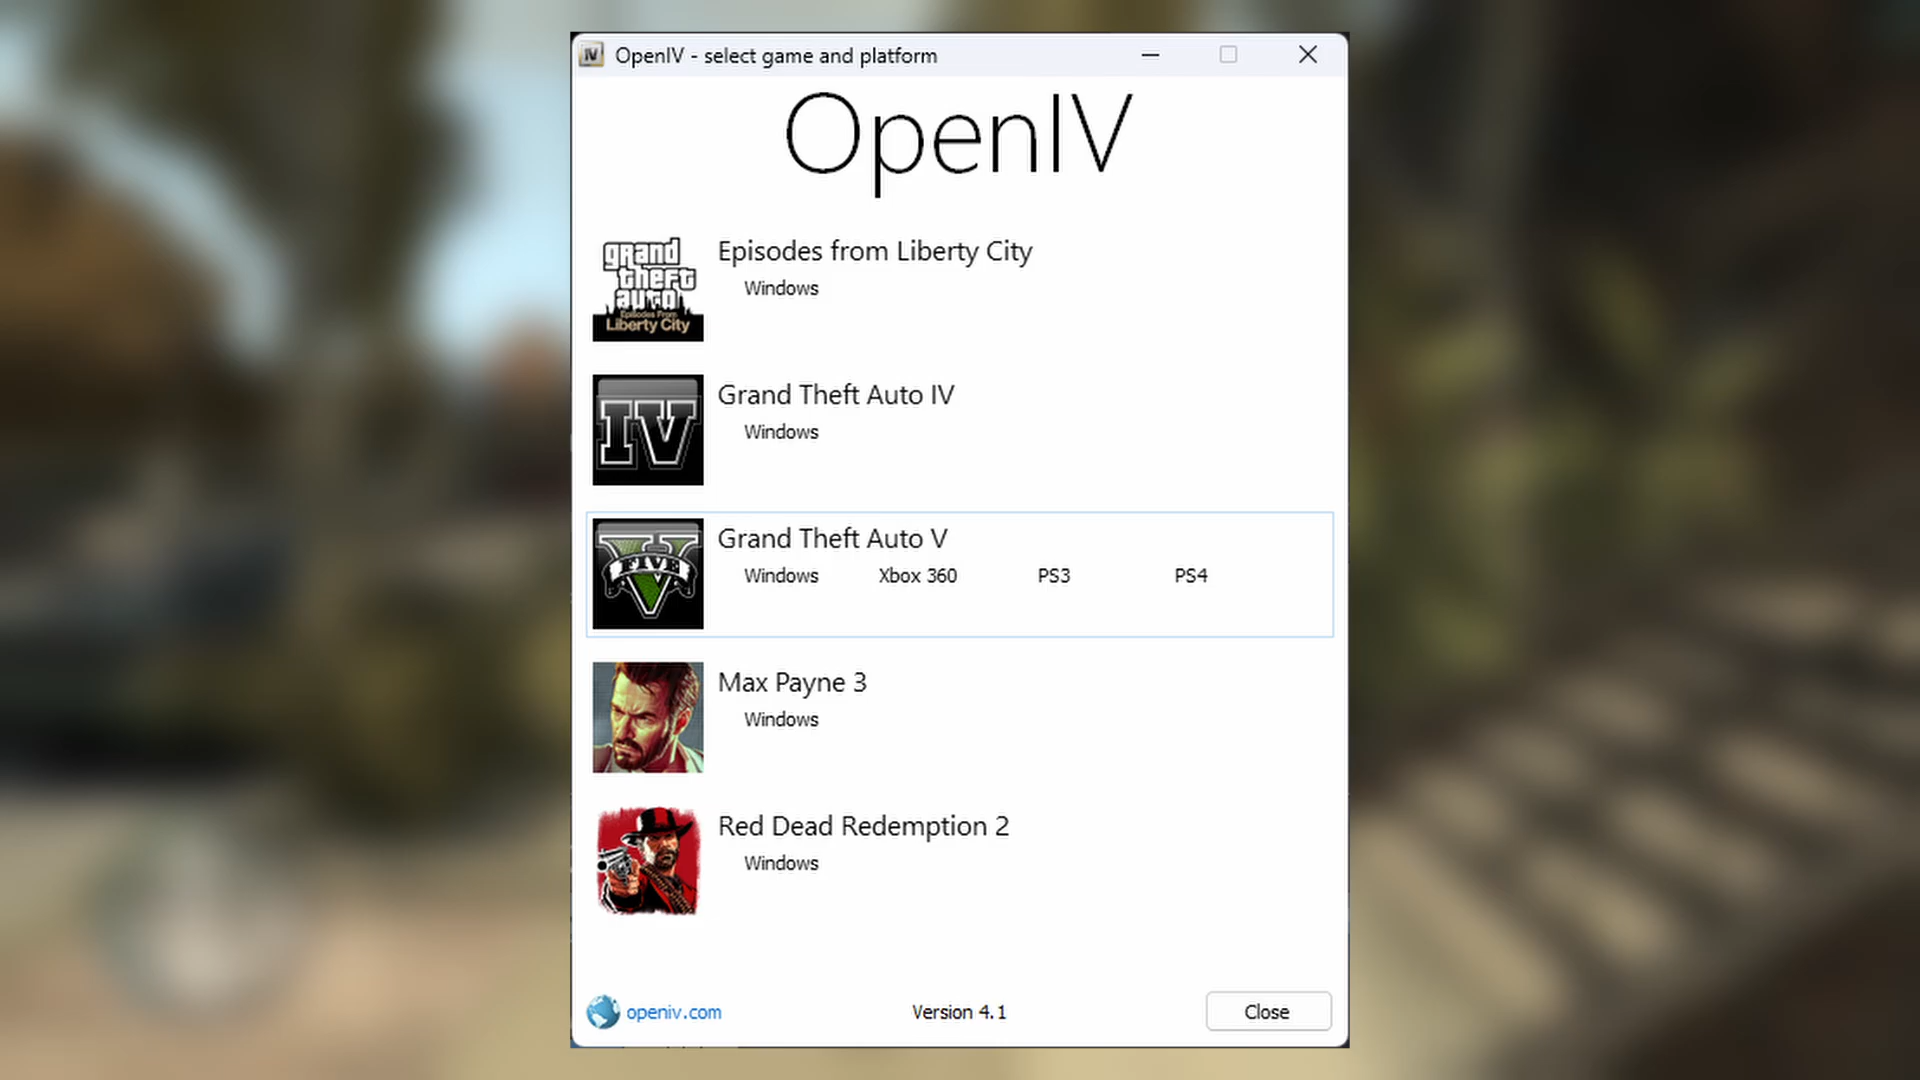 OpenIV - select game and platform
OpenIV
grand
theft
auto
Episodes From
Liberty City
Episodes from Liberty City
Windows
IV
Grand Theft Auto IV
Windows
FIVE
Grand Theft Auto V
Windows Xbox 360 PS3 PS4
Max Payne 3
Windows
Red Dead Redemption 2
Windows
openiv.com Version 4.1 Close